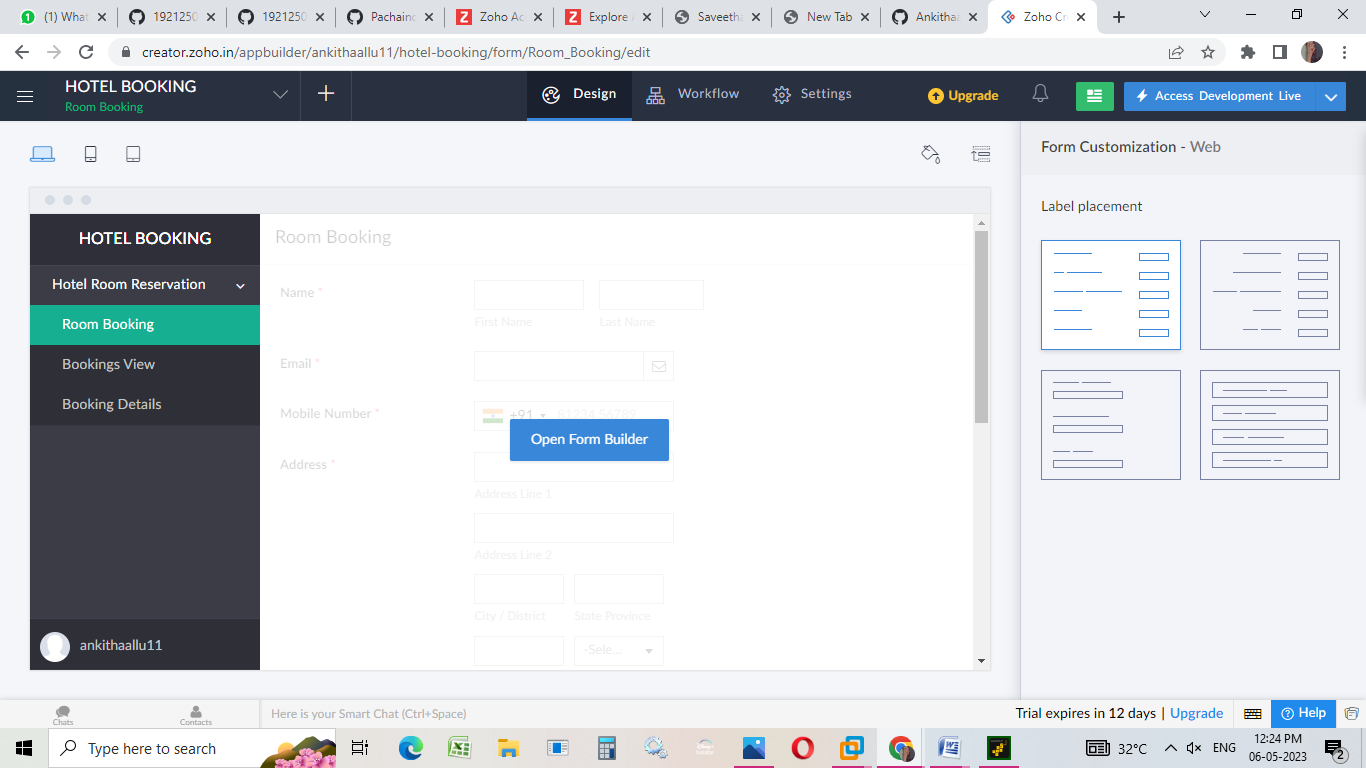 (1) What
1921250
1921250
Pachain
Zoho Ac
Explore
Saveetha
New Tab
Ankithaa
Zoho Cr
creator.zoho.in/appbuilder/ankithaallu11/hotel-booking/form/Room_Booking/edit
HOTEL BOOKING
Room Booking
Design
Workflow
Settings
Upgrade
Access Development Live
Form Customization - Web
Label placement
HOTEL BOOKING
Hotel Room Reservation
Room Booking
Bookings View
Booking Details
ankithaallu11
Room Booking
Name *
First Name
Last Name
Email *
Mobile Number *
+91
81234 56789
Open Form Builder
Address *
Address Line 1
Address Line 2
City / District
State Province
-Sele...
Chats
Contacts
Here is your Smart Chat (Ctrl+Space)
Trial expires in 12 days | Upgrade
Help
Type here to search
32°C
ENG
12:24 PM
06-05-2023
2